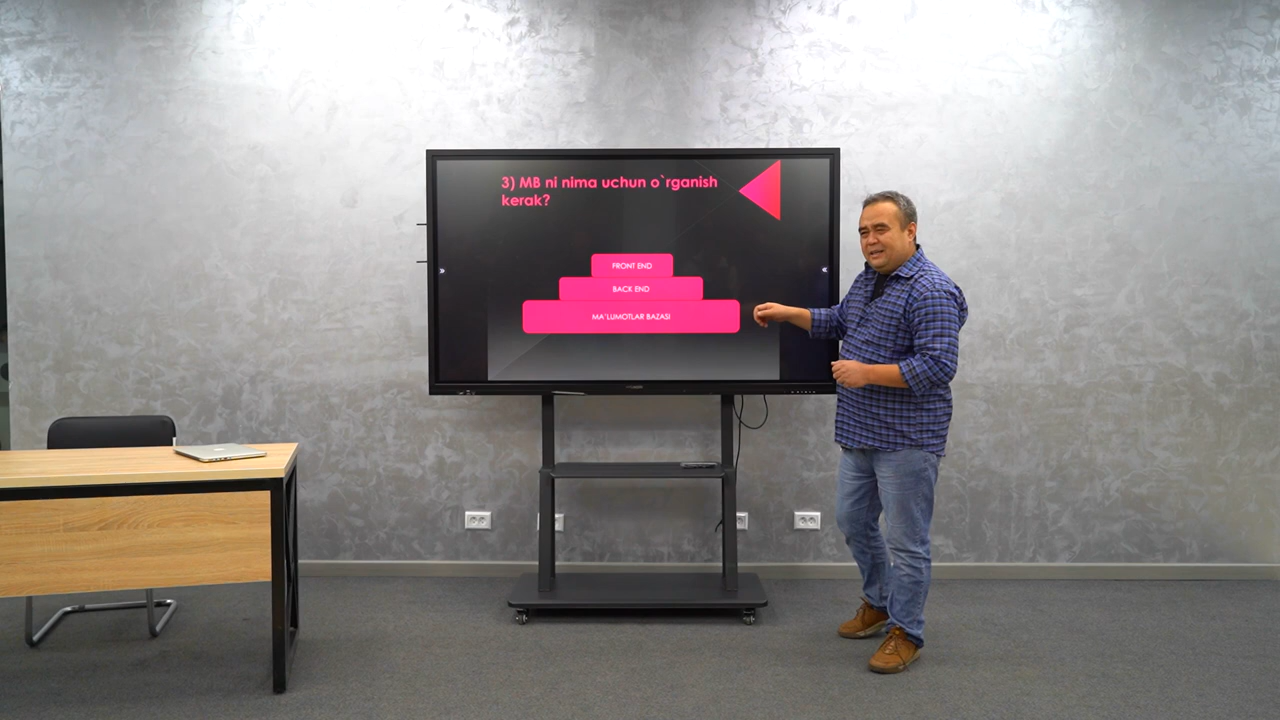 3) MB ni nima uchun o`rganish
kerak?
FRONT END
BACK END
MA`LUMOTLAR BAZASI